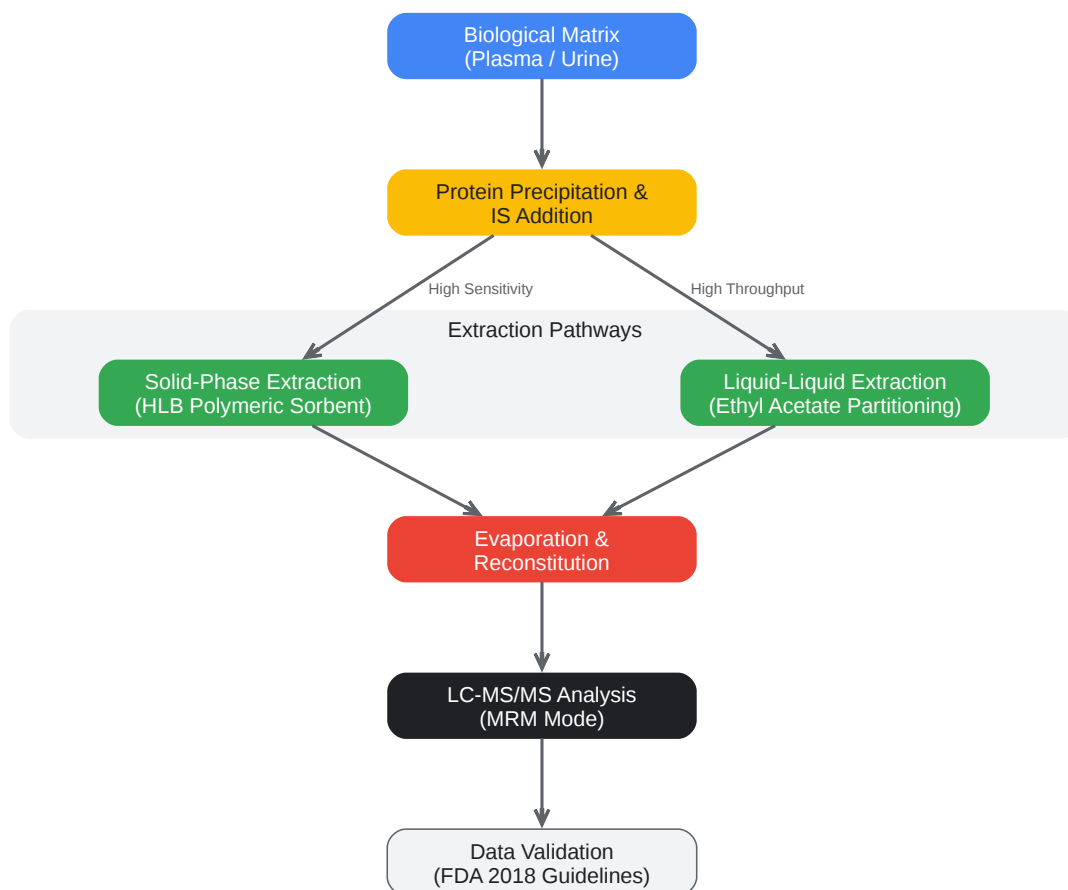 Biological Matrix
(Plasma / Urine)
Protein Precipitation &
IS Addition
High Sensitivity
High Throughput
Extraction Pathways
Solid-Phase Extraction
(HLB Polymeric Sorbent)
Liquid-Liquid Extraction
(Ethyl Acetate Partitioning)
Evaporation &
Reconstitution
LC-MS/MS Analysis
(MRM Mode)
Data Validation
(FDA 2018 Guidelines)